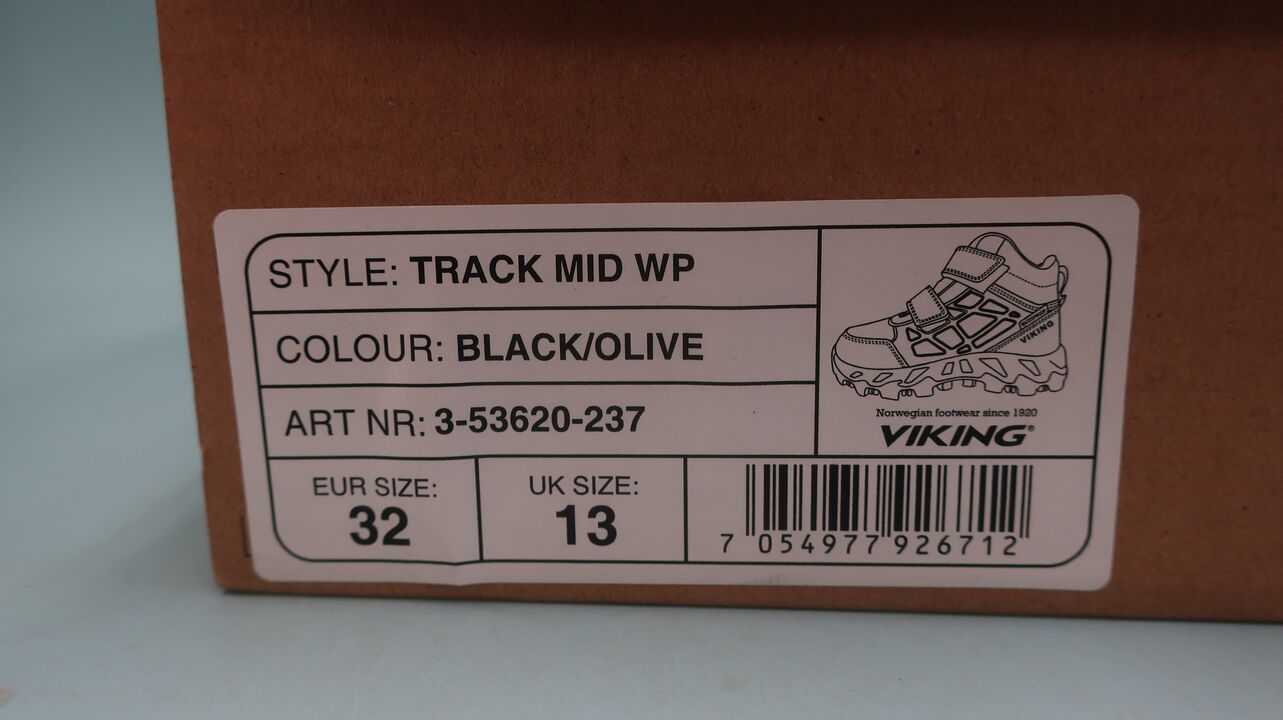 STYLE: TRACK MID WP
COLOUR: BLACK/OLIVE
ART NR: 3-53620-237
VIKING
Norwegian footwear since 1920
VIKING®
EUR SIZE:
32
UK SIZE:
13
7 054977 926712